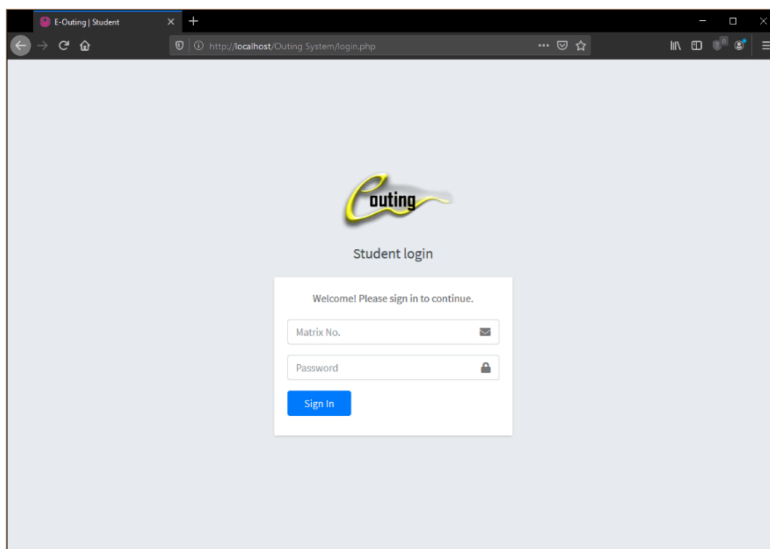 E-Outing | Student
http://localhost/Outing System/login.php
outing
Student login
Welcome! Please sign in to continue.
Matrix No.
Password
Sign In